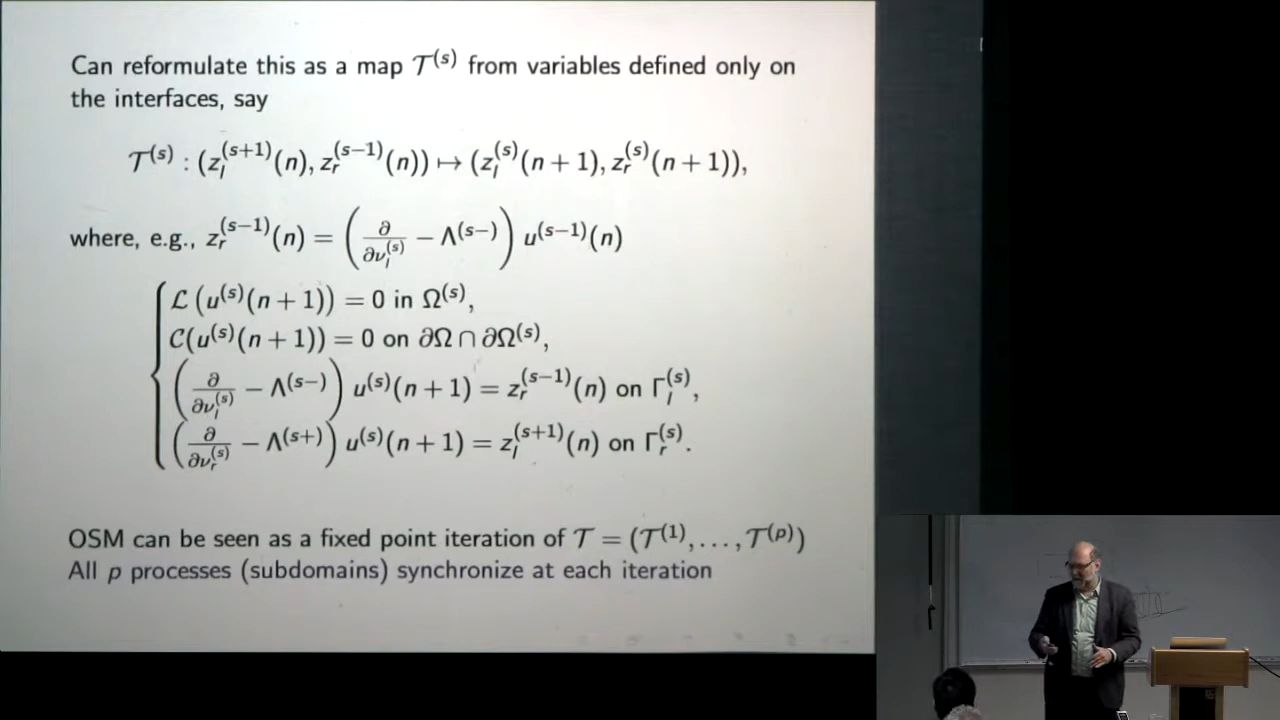 Can reformulate this as a map 𝒯^(s) from variables defined only on
the interfaces, say
𝒯^(s) : (z_l^(s+1)(n), z_r^(s−1)(n)) ↦ (z_l^(s)(n + 1), z_r^(s)(n + 1)),
where, e.g., z_r^(s−1)(n) = (∂/∂ν_l^(s) − Λ^(s−)) u^(s−1)(n)
ℒ(u^(s)(n + 1)) = 0 in Ω^(s),
𝒞(u^(s)(n + 1)) = 0 on ∂Ω ∩ ∂Ω^(s),
(∂/∂ν_l^(s) − Λ^(s−)) u^(s)(n + 1) = z_r^(s−1)(n) on Γ_l^(s),
(∂/∂ν_r^(s) − Λ^(s+)) u^(s)(n + 1) = z_l^(s+1)(n) on Γ_r^(s).
OSM can be seen as a fixed point iteration of 𝒯 = (𝒯^(1), . . . , 𝒯^(p))
All p processes (subdomains) synchronize at each iteration